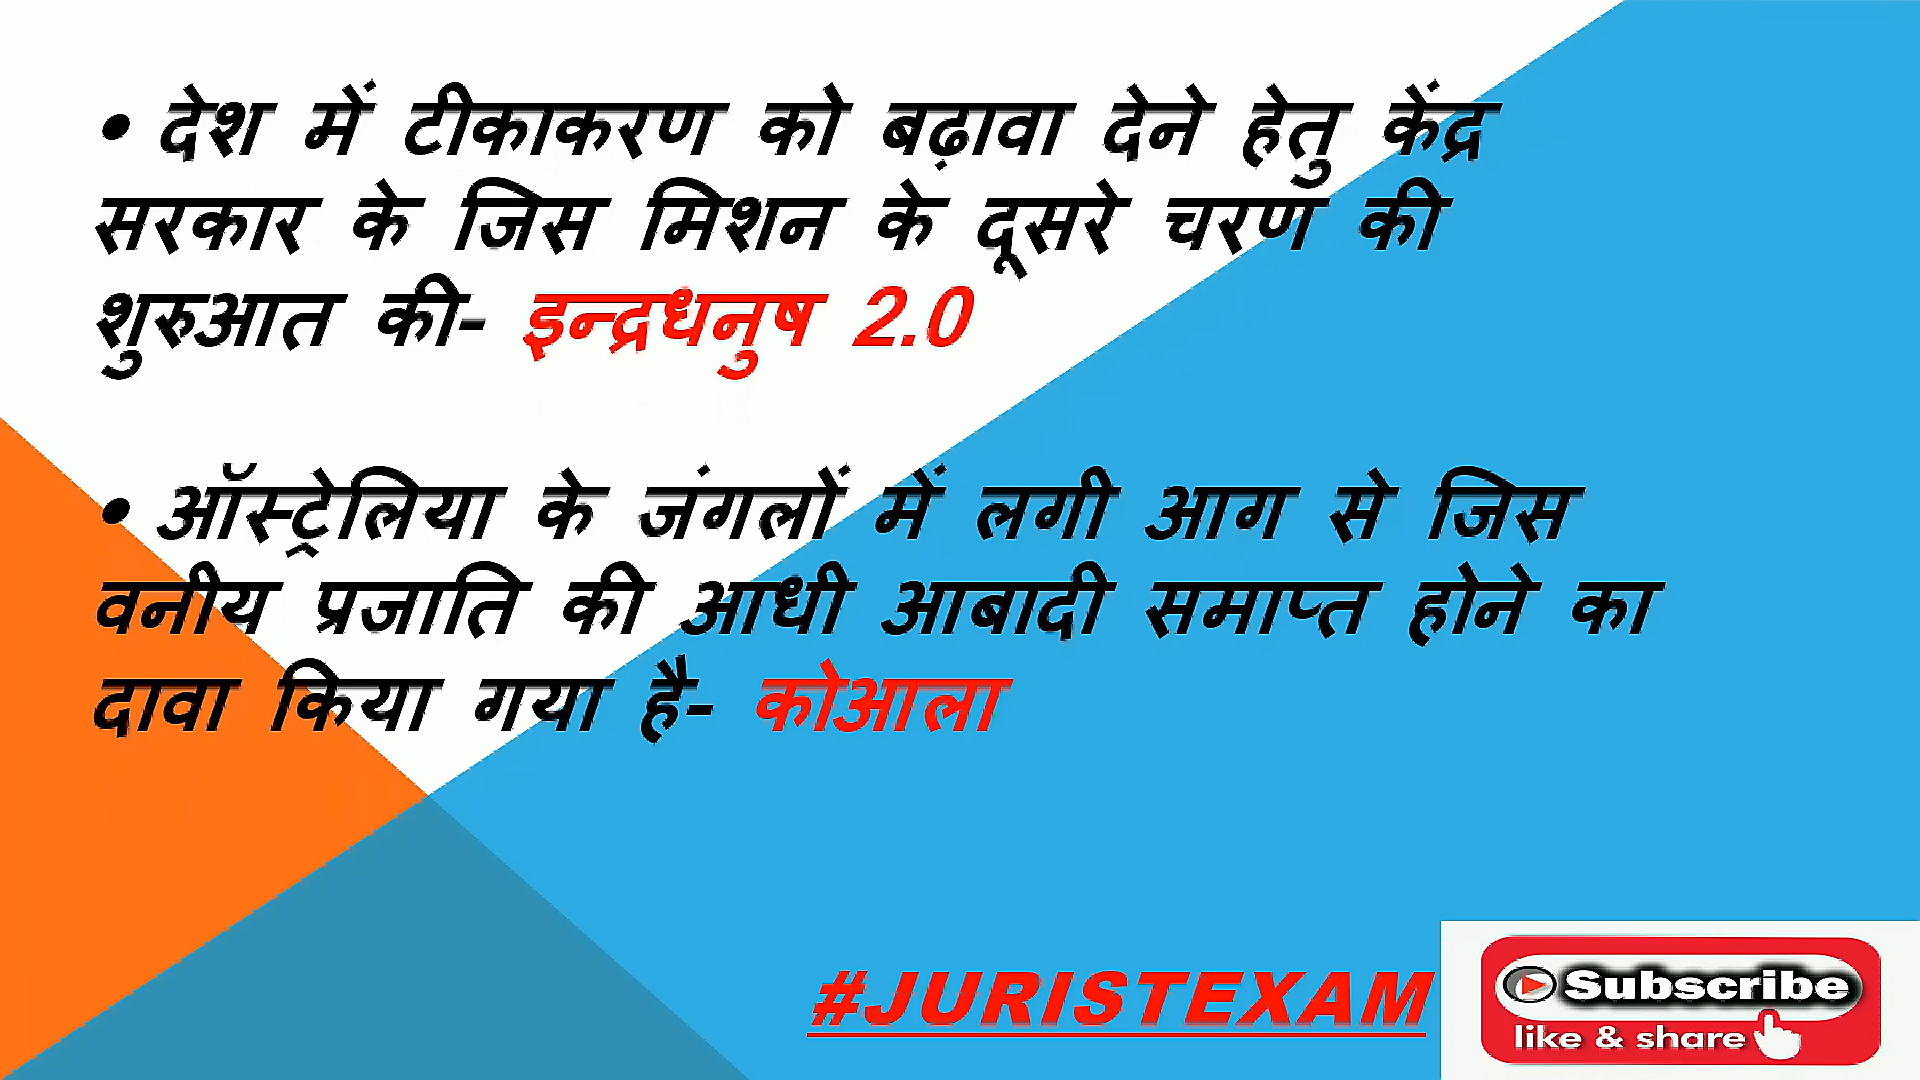 • देश में टीकाकरण को बढ़ावा देने हेतु केंद्र
सरकार के जिस मिशन के दूसरे चरण की
शुरुआत की- इन्द्रधनुष 2.0
• ऑस्ट्रेलिया के जंगलों में लगी आग से जिस
वनीय प्रजाति की आधी आबादी समाप्त होने का
दावा किया गया है- कोआला
#JURISTEXAM
Subscribe
like & share